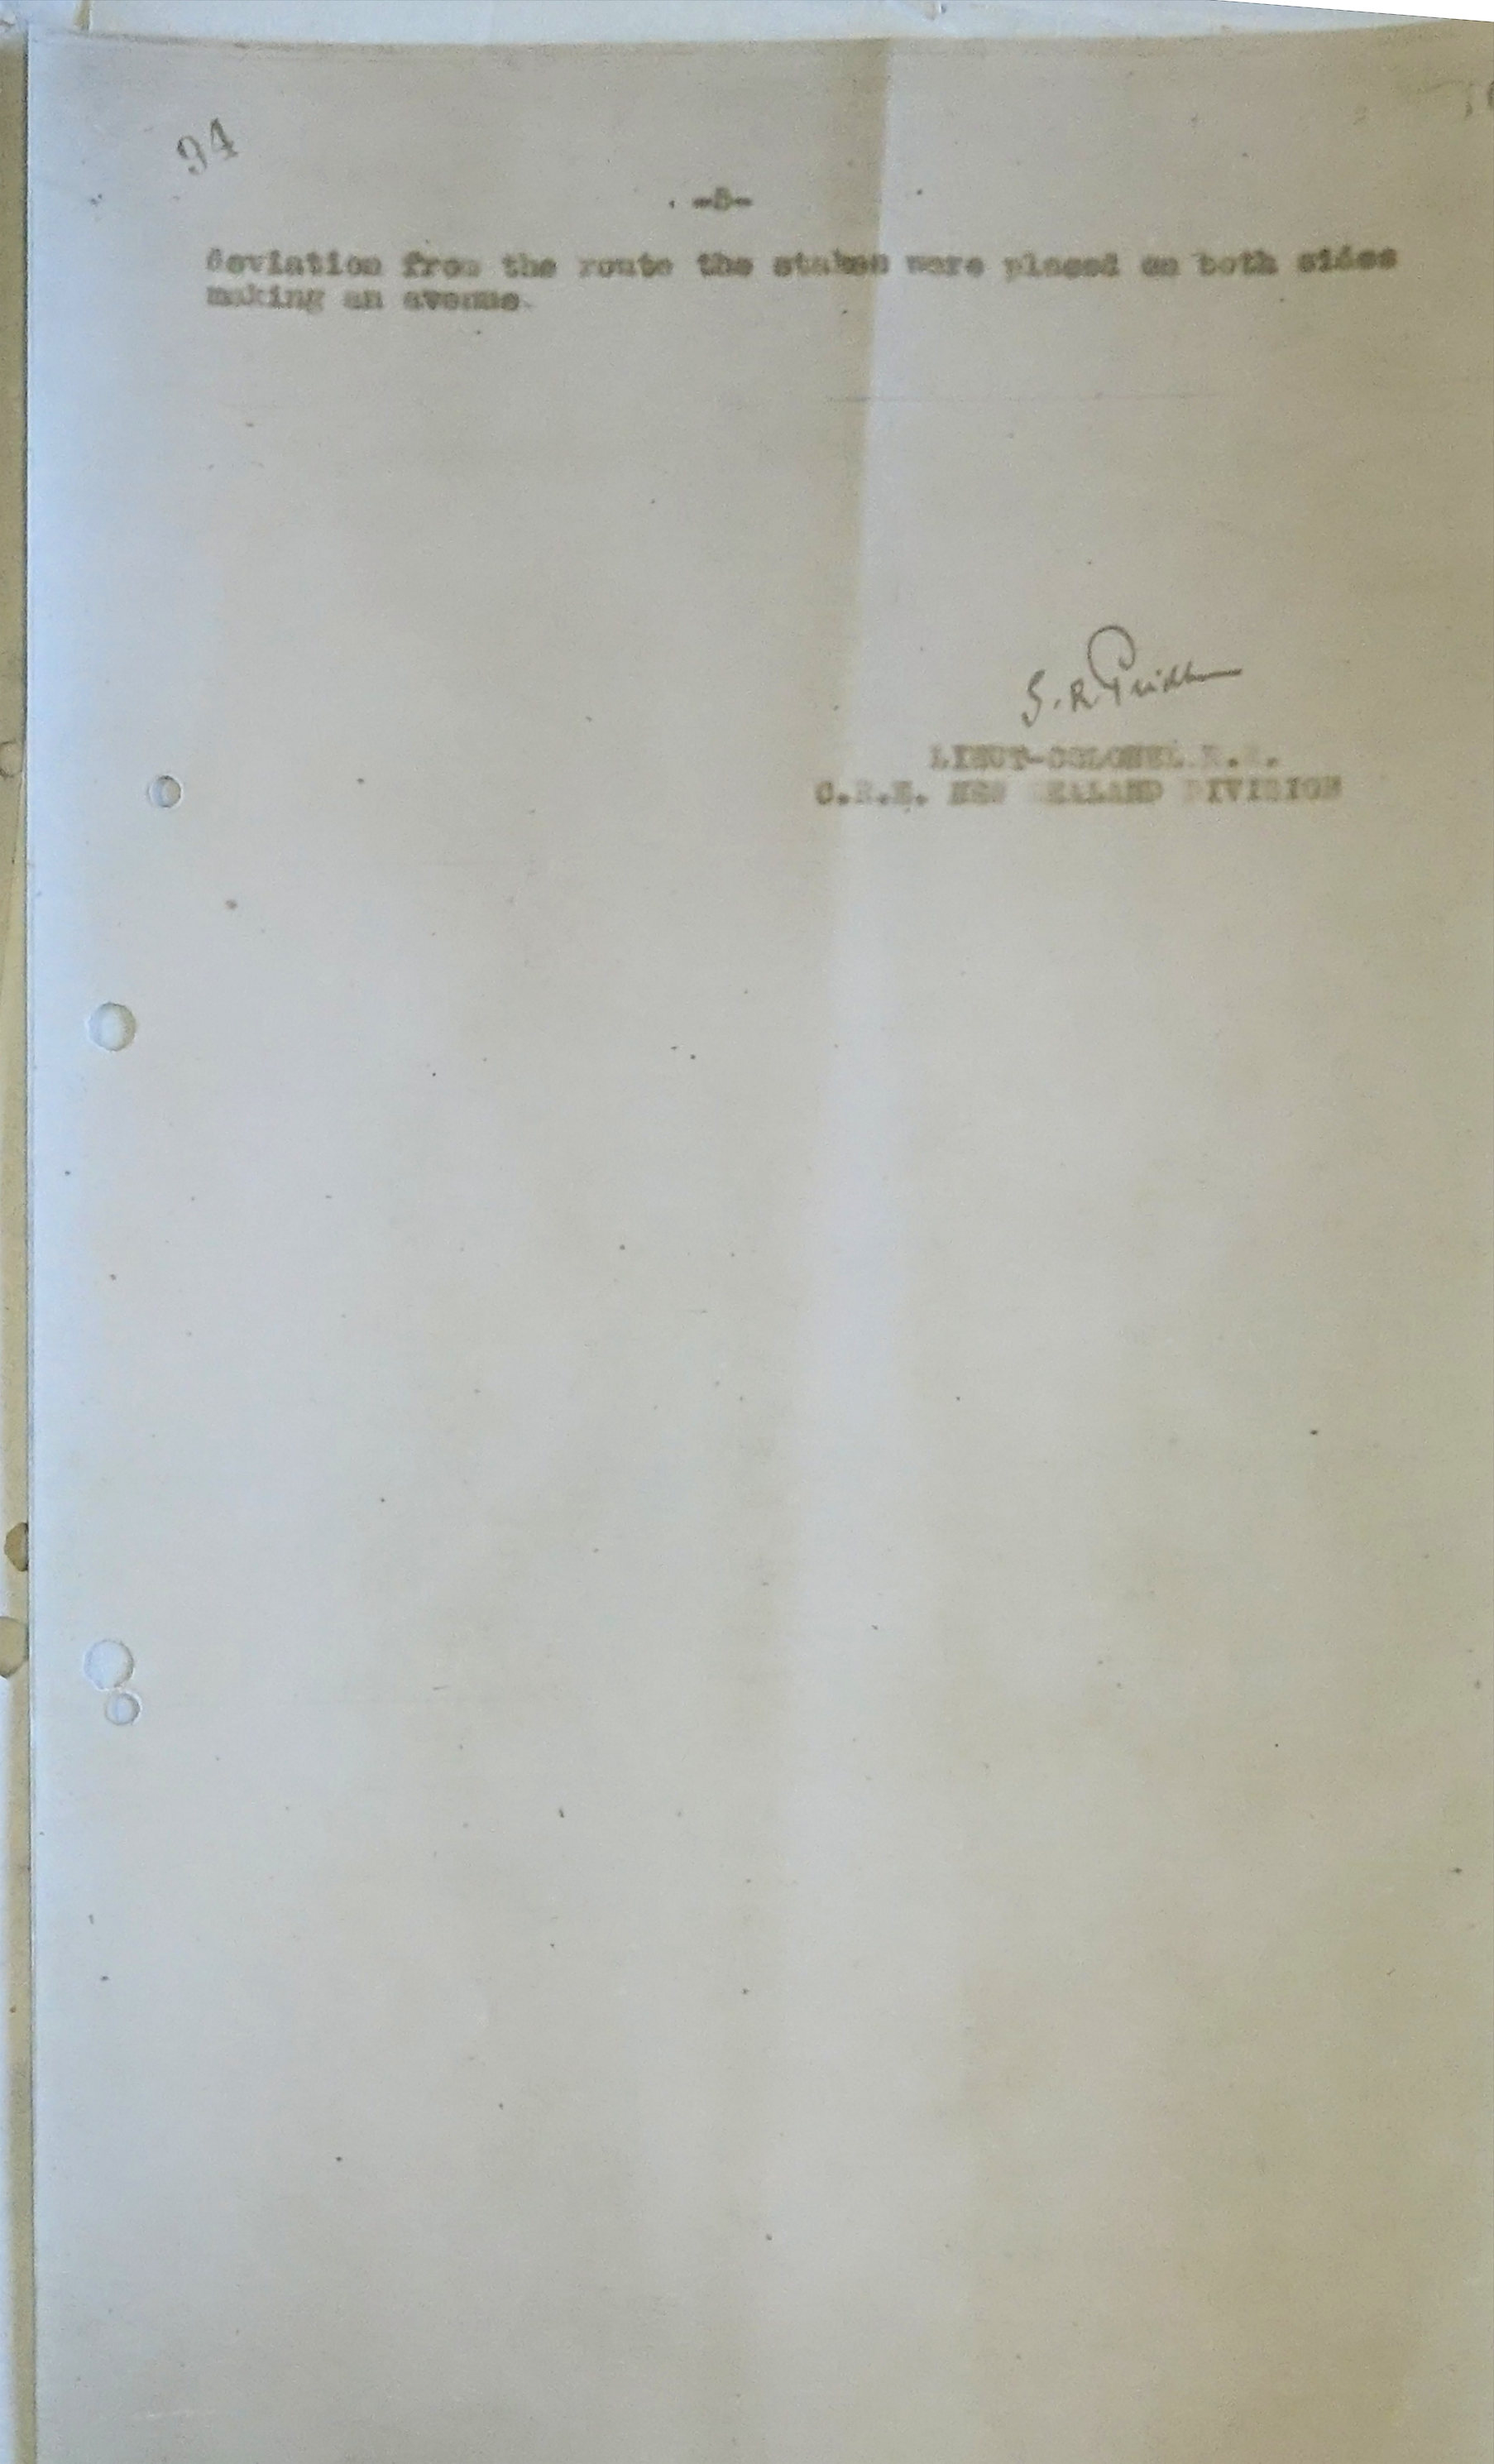 94
-8-
deviation from the route the stakes were placed on both sides
making an avenue.
LIEUT-COLONEL R.E.
C.R.E. NEW ZEALAND DIVISION